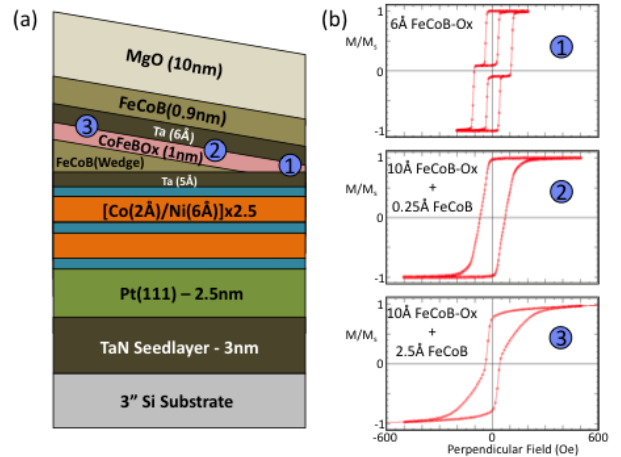 (a)
MgO (10nm)
FeCoB(0.9nm)
3
Ta (6Å)
CoFeBOx (1nm)
2
1
FeCoB(Wedge)
Ta (5Å)
[Co(2Å)/Ni(6Å)]x2.5
Pt(111) – 2.5nm
TaN Seedlayer - 3nm
3” Si Substrate
(b)
1
M/Ms
0
-1
6Å FeCoB-Ox
1
1
M/Ms
0
-1
10Å FeCoB-Ox
+
0.25Å FeCoB
2
1
M/Ms
0
-1
10Å FeCoB-Ox
+
2.5Å FeCoB
3
-600 0 600
Perpendicular Field (Oe)